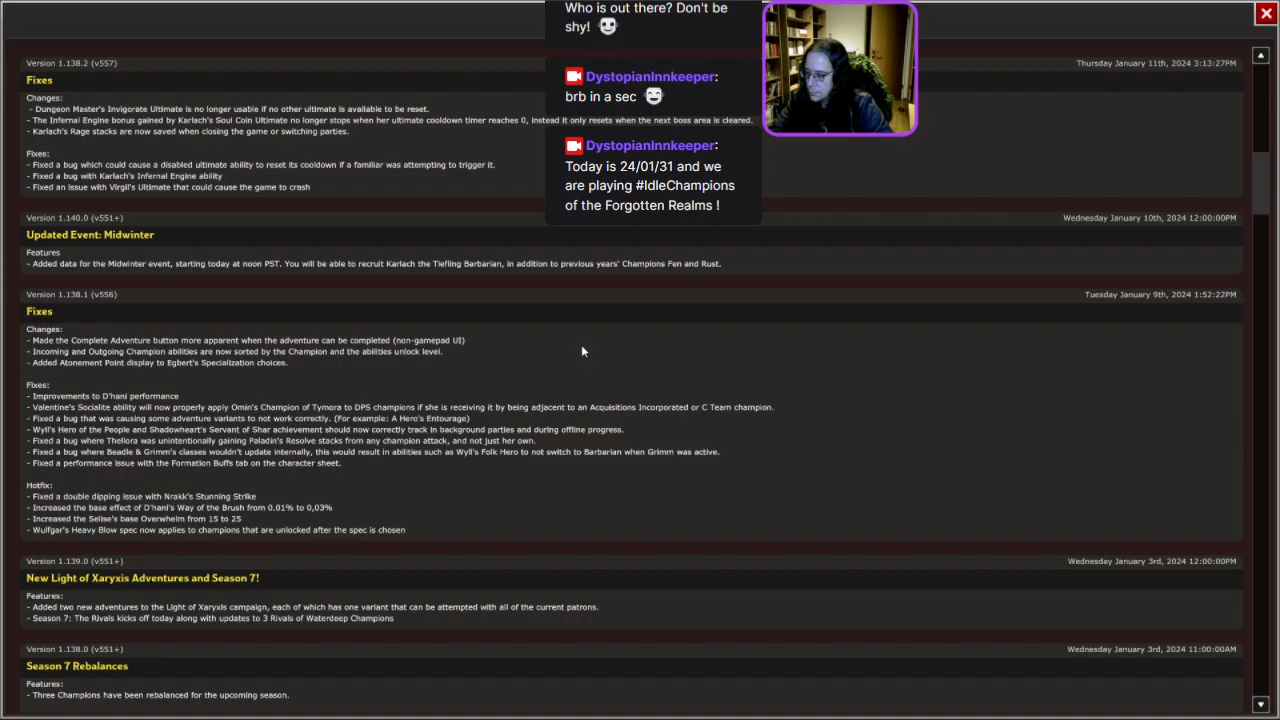 Who is out there? Don't be
shy!
DystopianInnkeeper:
brb in a sec
DystopianInnkeeper:
Today is 24/01/31 and we
are playing #IdleChampions
of the Forgotten Realms !
Version 1.138.2 (v557)
Thursday January 11th, 2024 3:13:27PM
Fixes
Changes:
- Dungeon Master's Invigorate Ultimate is no longer usable if no other ultimate is available to be reset.
- The Infernal Engine bonus gained by Karlach's Soul Coin Ultimate no longer stops when her ultimate cooldown timer reaches 0, instead it only resets when the next boss area is cleared.
- Karlach's Rage stacks are now saved when closing the game or switching parties.
Fixes:
- Fixed a bug which could cause a disabled ultimate ability to reset its cooldown if a familiar was attempting to trigger it.
- Fixed a bug with Karlach's Infernal Engine ability
- Fixed an issue with Virgil's Ultimate that could cause the game to crash
Version 1.140.0 (v551+)
Wednesday January 10th, 2024 12:00:00PM
Updated Event: Midwinter
Features
- Added data for the Midwinter event, starting today at noon PST. You will be able to recruit Karlach the Tiefling Barbarian, in addition to previous years' Champions Fen and Rust.
Version 1.138.1 (v556)
Tuesday January 9th, 2024 1:52:22PM
Fixes
Changes:
- Made the Complete Adventure button more apparent when the adventure can be completed (non-gamepad UI)
- Incoming and Outgoing Champion abilities are now sorted by the Champion and the abilities unlock level.
- Added Atonement Point display to Egbert's Specialization choices.
Fixes:
- Improvements to D'hani performance
- Valentine's Socialite ability will now properly apply Omin's Champion of Tymora to DPS champions if she is receiving it by being adjacent to an Acquisitions Incorporated or C Team champion.
- Fixed a bug that was causing some adventure variants to not work correctly. (For example: A Hero's Entourage)
- Wyll's Hero of the People and Shadowheart's Servant of Shar achievement should now correctly track in background parties and during offline progress.
- Fixed a bug where Thellora was unintentionally gaining Paladin's Resolve stacks from any champion attack, and not just her own.
- Fixed a bug where Beadle & Grimm's classes wouldn't update internally, this would result in abilities such as Wyll's Folk Hero to not switch to Barbarian when Grimm was active.
- Fixed a performance issue with the Formation Buffs tab on the character sheet.
Hotfix:
- Fixed a double dipping issue with Nrakk's Stunning Strike
- Increased the base effect of D'hani's Way of the Brush from 0.01% to 0,03%
- Increased the Selise's base Overwhelm from 15 to 25
- Wulfgar's Heavy Blow spec now applies to champions that are unlocked after the spec is chosen
Version 1.139.0 (v551+)
Wednesday January 3rd, 2024 12:00:00PM
New Light of Xaryxis Adventures and Season 7!
Features:
- Added two new adventures to the Light of Xaryxis campaign, each of which has one variant that can be attempted with all of the current patrons.
- Season 7: The Rivals kicks off today along with updates to 3 Rivals of Waterdeep Champions
Version 1.138.0 (v551+)
Wednesday January 3rd, 2024 11:00:00AM
Season 7 Rebalances
Features:
- Three Champions have been rebalanced for the upcoming season.